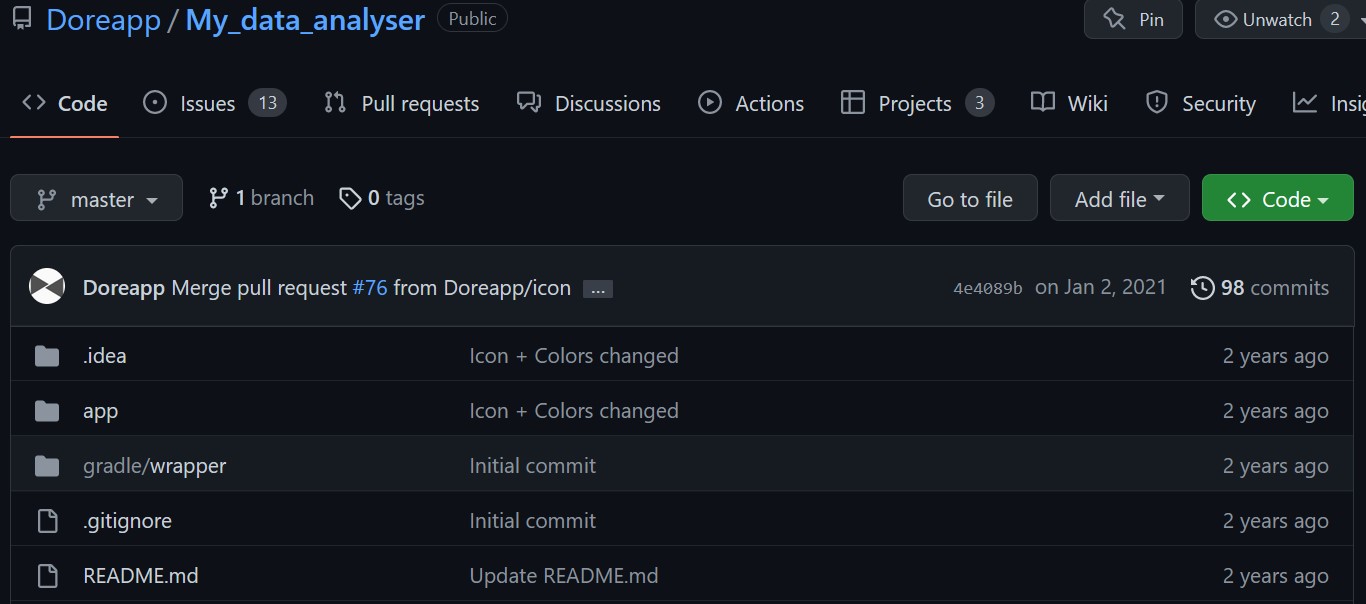 Doreapp / My_data_analyser Public Pin Unwatch 2
Code Issues 13 Pull requests Discussions Actions Projects 3 Wiki Security Insig
master 1 branch 0 tags Go to file Add file Code
Doreapp Merge pull request #76 from Doreapp/icon ... 4e4089b on Jan 2, 2021 98 commits
.idea Icon + Colors changed 2 years ago
app Icon + Colors changed 2 years ago
gradle/wrapper Initial commit 2 years ago
.gitignore Initial commit 2 years ago
README.md Update README.md 2 years ago